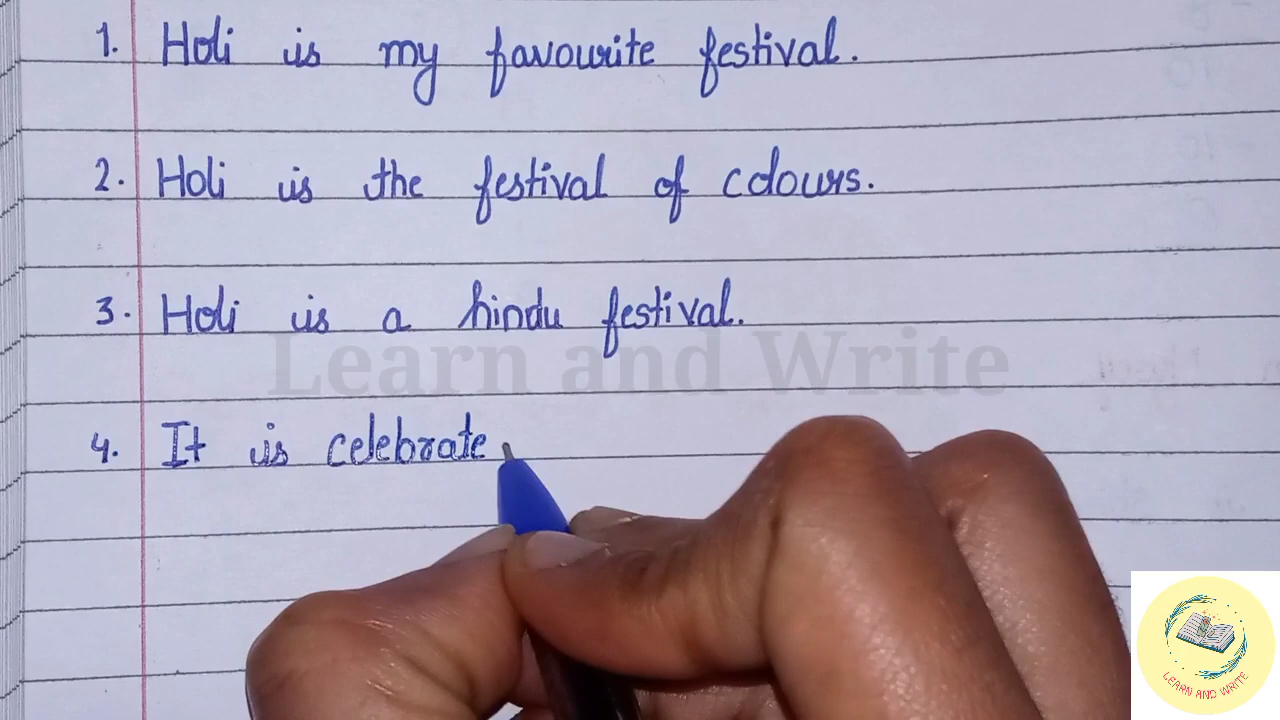 1. Holi is my favourite festival.
2. Holi is the festival of colours.
3. Holi is a hindu festival.
Learn and Write
4. It is celebrate
LEARN AND WRITE